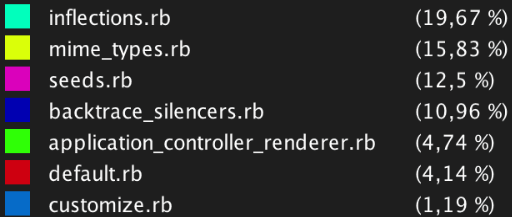 inflections.rb (19,67 %)
mime_types.rb (15,83 %)
seeds.rb (12,5 %)
backtrace_silencers.rb (10,96 %)
application_controller_renderer.rb (4,74 %)
default.rb (4,14 %)
customize.rb (1,19 %)